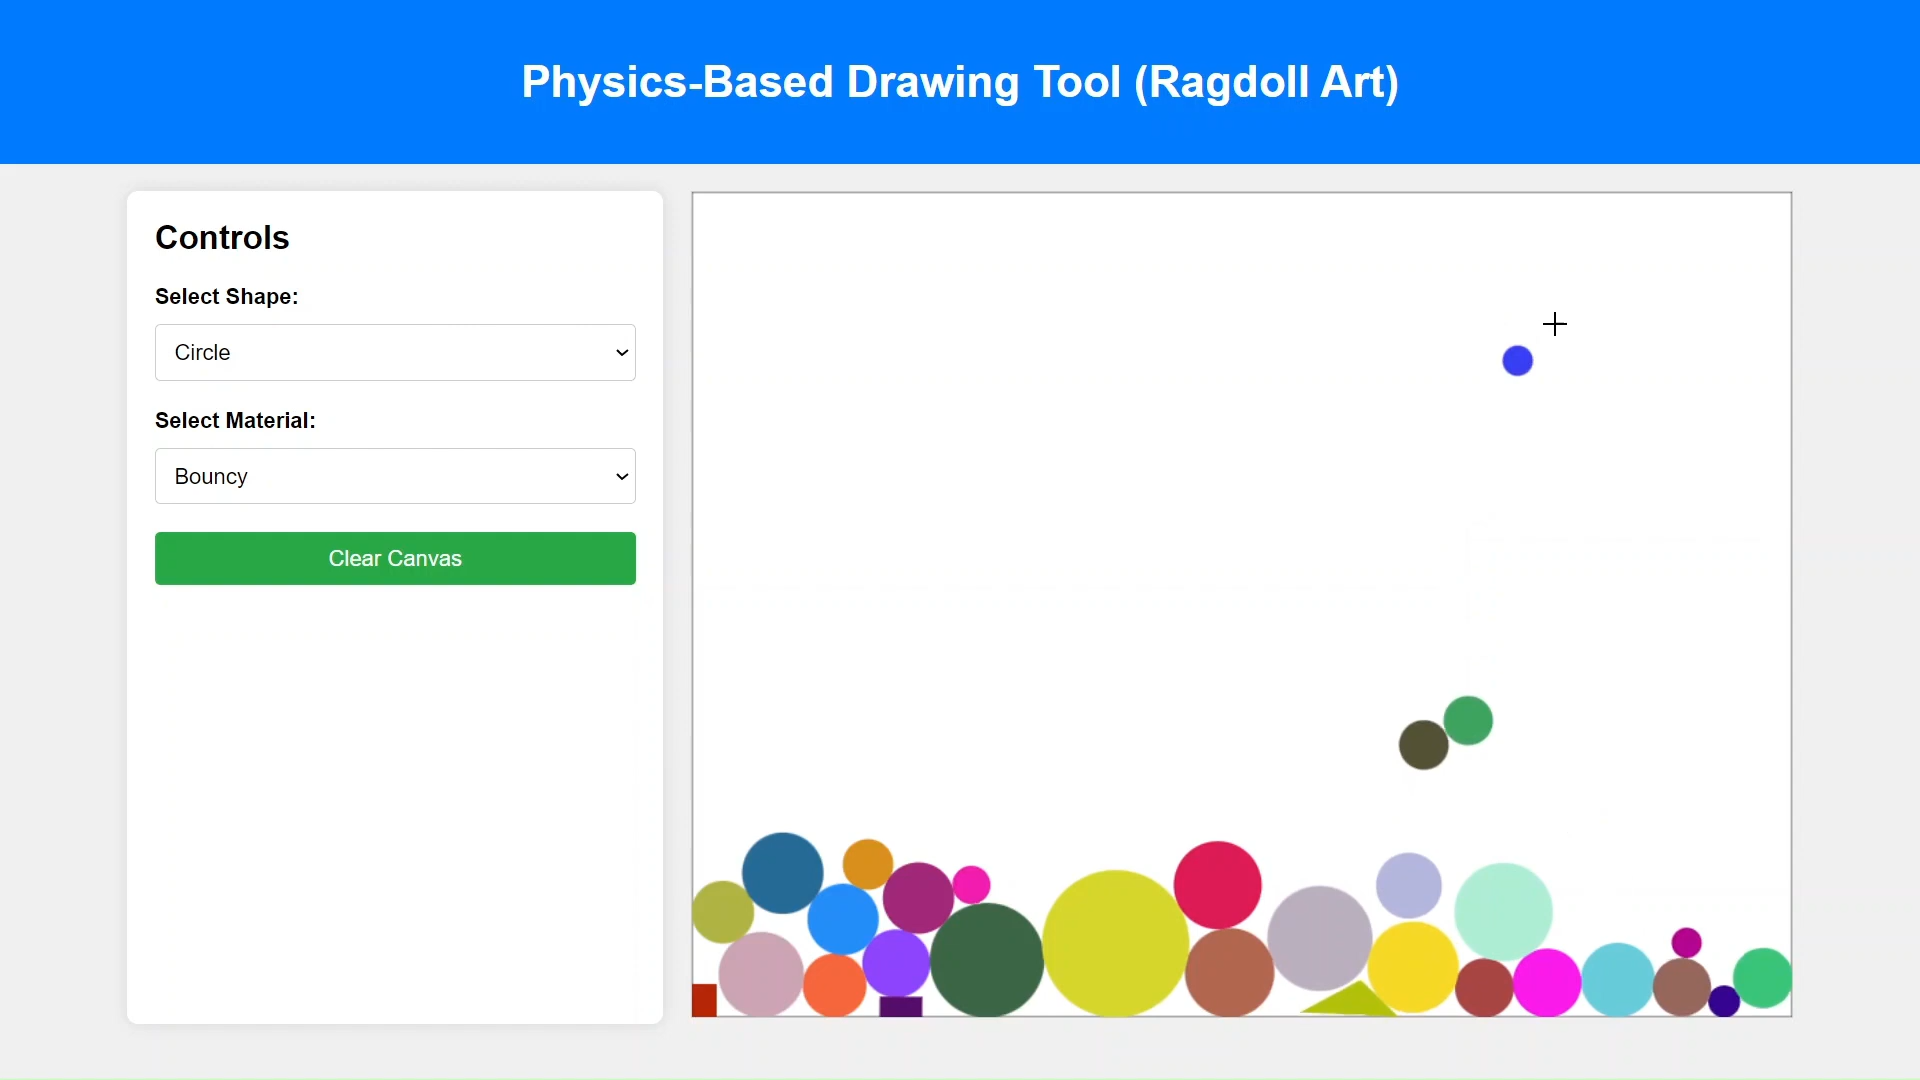 Physics-Based Drawing Tool (Ragdoll Art)
Controls
Select Shape:
Circle
Select Material:
Bouncy
Clear Canvas